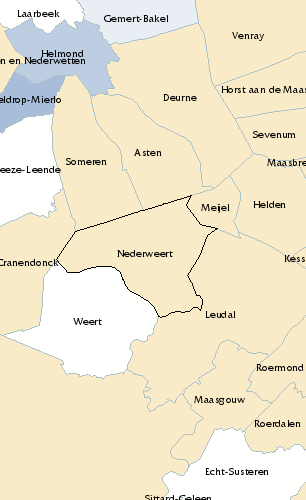 Laarbeek
Gemert-Bakel
Venray
Helmond
en Nederwetten
Deurne
Horst aan de Maas
eldrop-Mierlo
Sevenum
Asten
Someren
Maasbre
eeze-Leende
Meijel
Helden
Nederweert
Cranendonck
Kess
Weert
Leudal
Roermond
Maasgouw
Roerdalen
Echt-Susteren
Sittard-Geleen